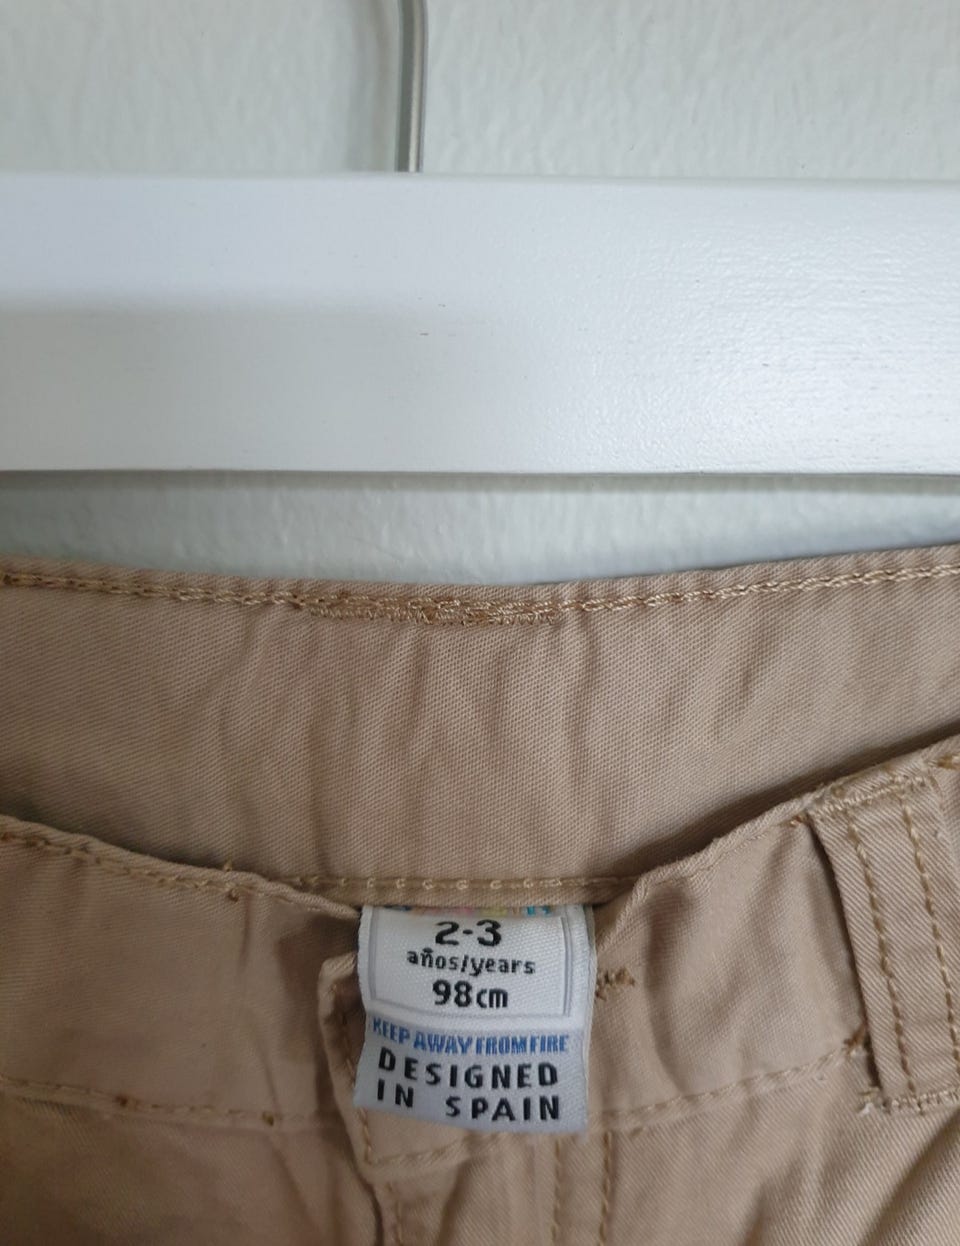 2-3
años/years
98cm
KEEP AWAY FROM FIRE
DESIGNED
IN SPAIN